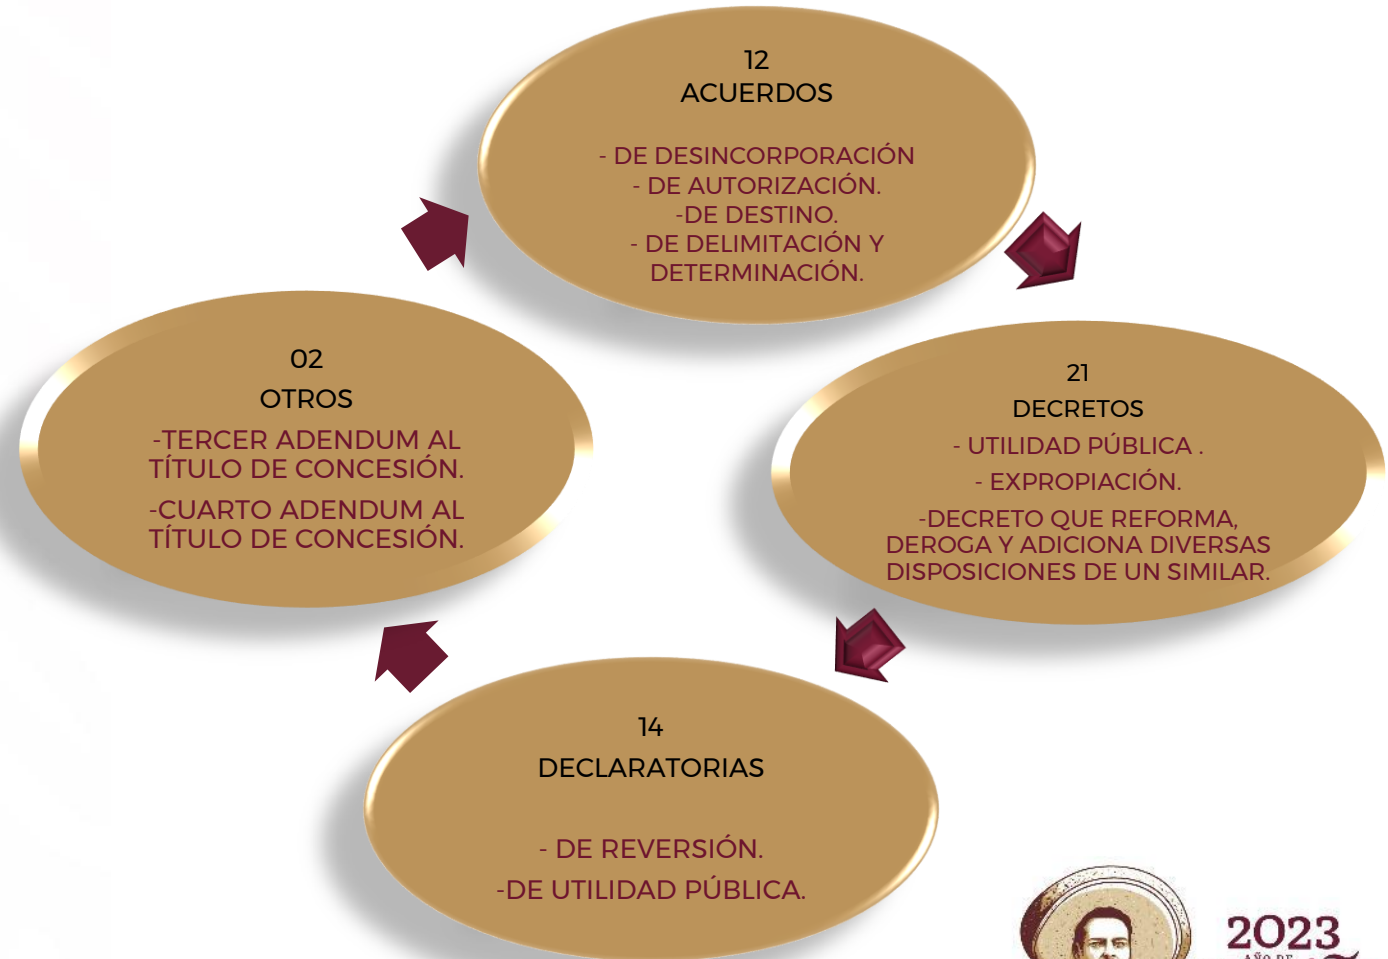 12
ACUERDOS
- DE DESINCORPORACIÓN
- DE AUTORIZACIÓN.
-DE DESTINO.
- DE DELIMITACIÓN Y
DETERMINACIÓN.
02
OTROS
-TERCER ADENDUM AL
TÍTULO DE CONCESIÓN.
-CUARTO ADENDUM AL
TÍTULO DE CONCESIÓN.
21
DECRETOS
- UTILIDAD PÚBLICA .
- EXPROPIACIÓN.
-DECRETO QUE REFORMA,
DEROGA Y ADICIONA DIVERSAS
DISPOSICIONES DE UN SIMILAR.
14
DECLARATORIAS
- DE REVERSIÓN.
-DE UTILIDAD PÚBLICA.
2023
AÑO DE